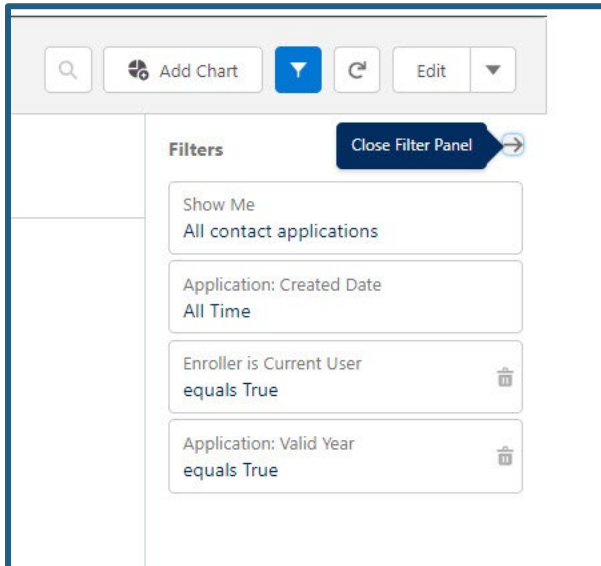 Add Chart
Edit
Filters
Close Filter Panel
Show Me
All contact applications
Application: Created Date
All Time
Enroller is Current User
equals True
Application: Valid Year
equals True